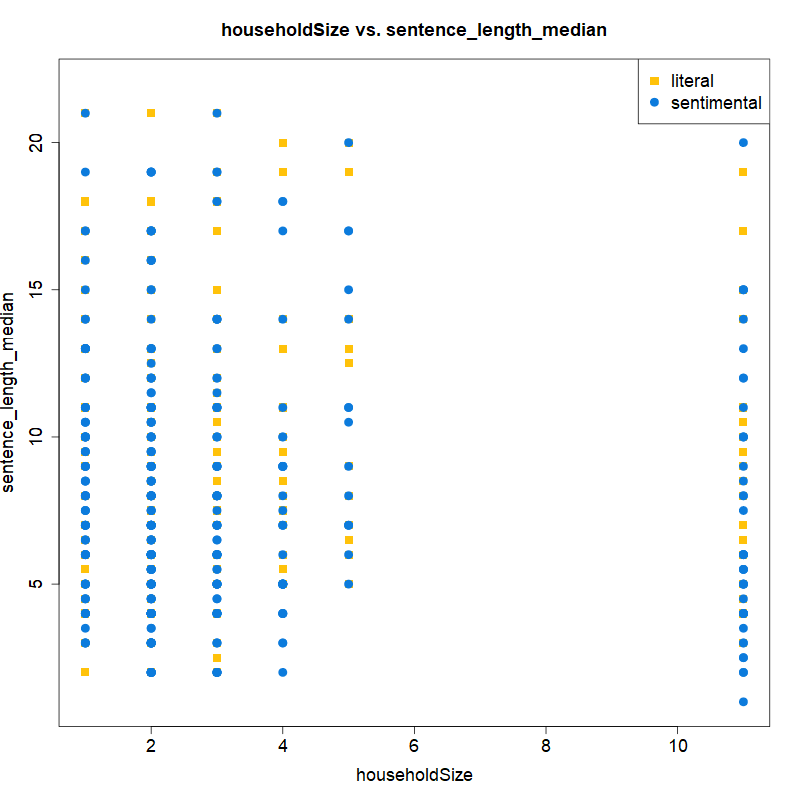 householdSize vs. sentence_length_median
literal
sentimental
sentence_length_median
20
15
10
5
2
4
6
8
10
householdSize